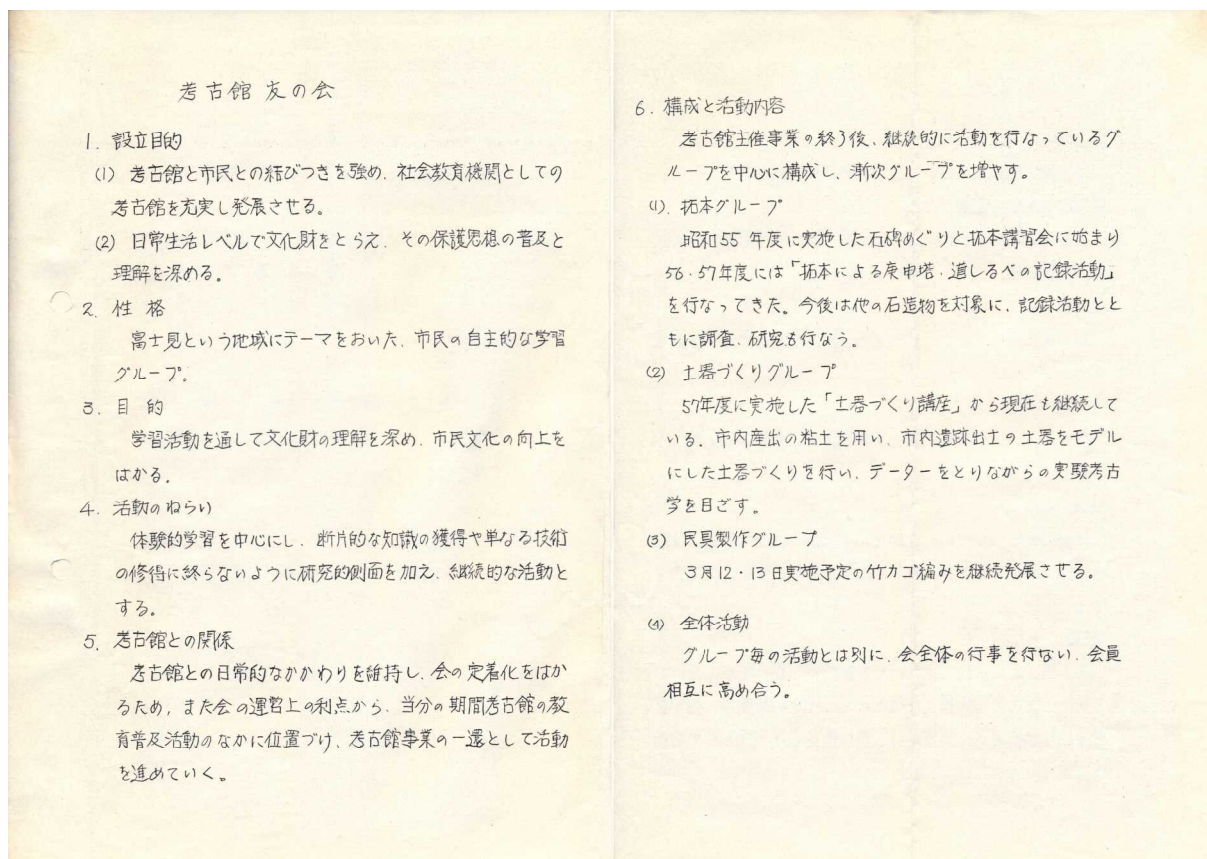 考古館 友の会
1. 設立目的
(1) 考古館と市民との結びつきを強め、社会教育機関としての
考古館を充実し発展させる。
(2) 日常生活レベルで文化財をとらえ、その保護思想の普及と
理解を深める。
2. 性格
富士見という地域にテーマをおいた、市民の自主的な学習
グループ。
3. 目的
学習活動を通して文化財の理解を深め、市民文化の向上を
はかる。
4. 活動のねらい
体験的学習を中心にし、断片的な知識の獲得や単なる技術
の修得に終らないように研究的側面を加え、継続的な活動と
する。
5. 考古館との関係
考古館との日常的なかかわりを維持し、会の定着化をはか
るため、また会の運営上の利点から、当分の期間考古館の教
育普及活動のなかに位置づけ、考古館事業の一還として活動
を進めていく。
6. 構成と活動内容
考古館主催事業の終了後、継続的に活動を行なっているグ
ループを中心に構成し、漸次グループを増やす。
(1). 拓本グループ
昭和55年度に実施した石碑めぐりと拓本講習会に始まり
56・57年度には「拓本による庚申塔・道しるべの記録活動」
を行なってきた。今後は他の石造物を対象に、記録活動とと
もに調査、研究も行なう。
(2) 土器づくりグループ
57年度に実施した「土器づくり講座」から現在も継続して
いる。市内産出の粘土を用い、市内遺跡出土の土器をモデル
にした土器づくりを行い、データーをとりながらの実験考古
学を目ざす。
(3) 民具製作グループ
3月12・13日実施予定の竹カゴ編みを継続発展させる。
(4) 全体活動
グループ毎の活動とは別に、会全体の行事を行ない、会員
相互に高め合う。